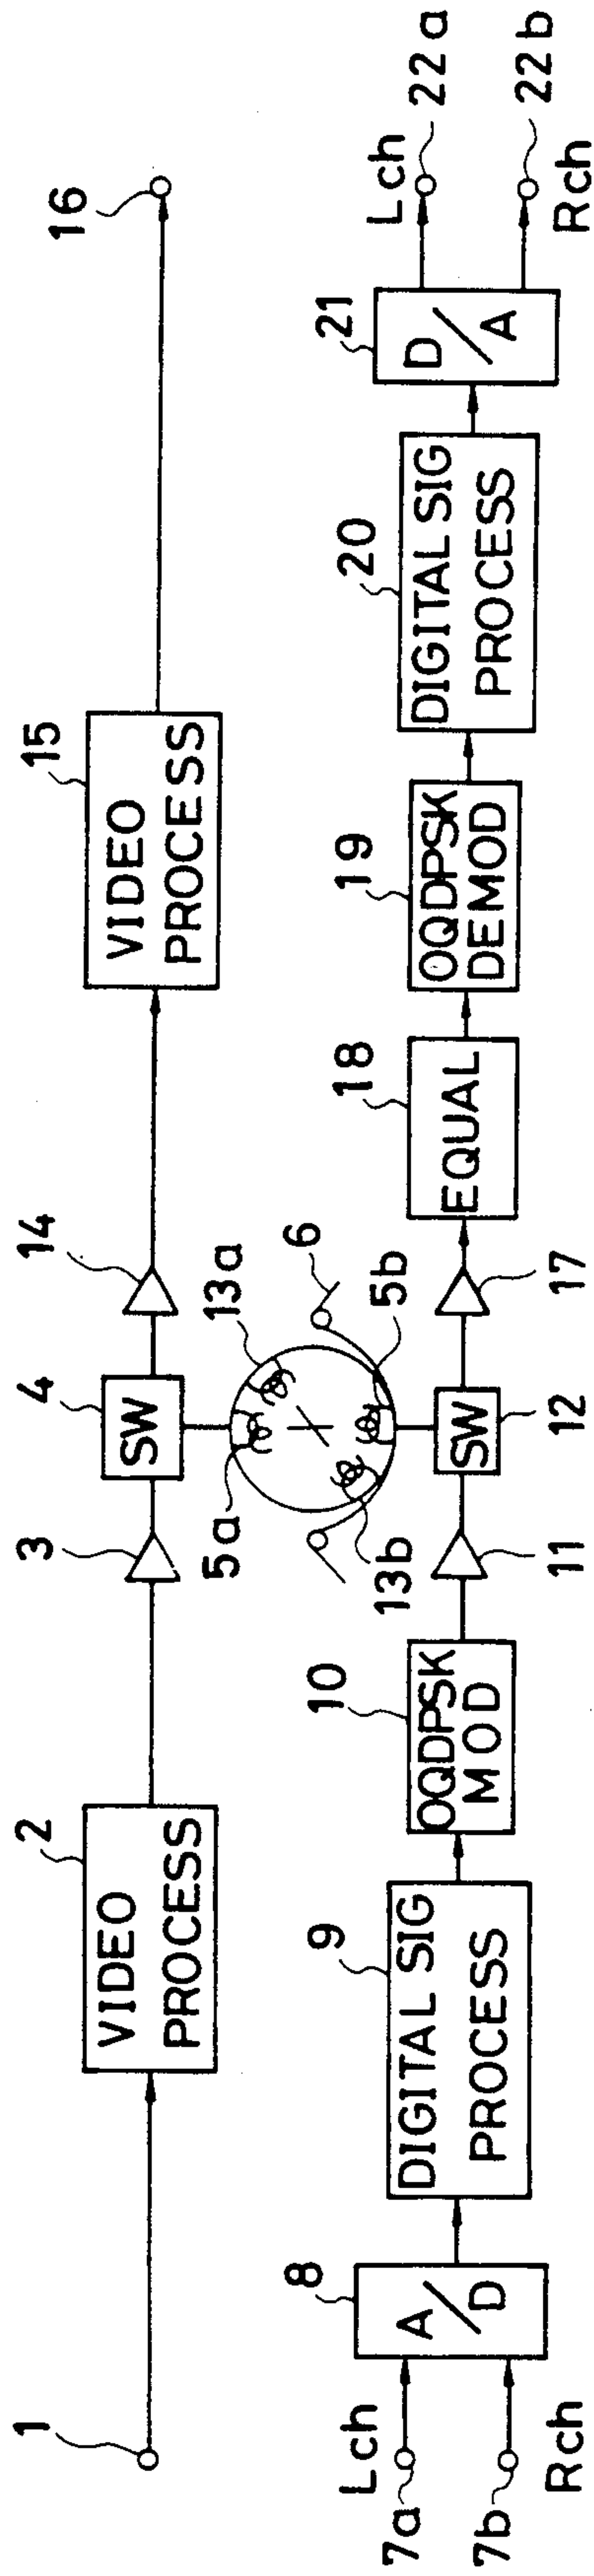 1
2
VIDEO
PROCESS
3
4
SW
14
15
VIDEO
PROCESS
16
5a
13a
6
13b
5b
Lch
7a
7b
Rch
8
A/D
9
DIGITAL SIG
PROCESS
10
OQDPSK
MOD
11
12
SW
17
18
EQUAL
19
OQDPSK
DEMOD
20
DIGITAL SIG
PROCESS
21
D/A
Lch
22a
22b
Rch